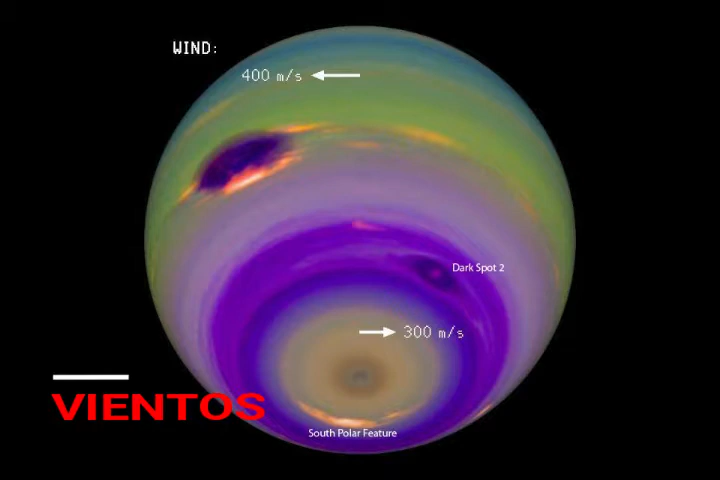 WIND:
400 m/s
Dark Spot 2
300 m/s
VIENTOS
South Polar Feature